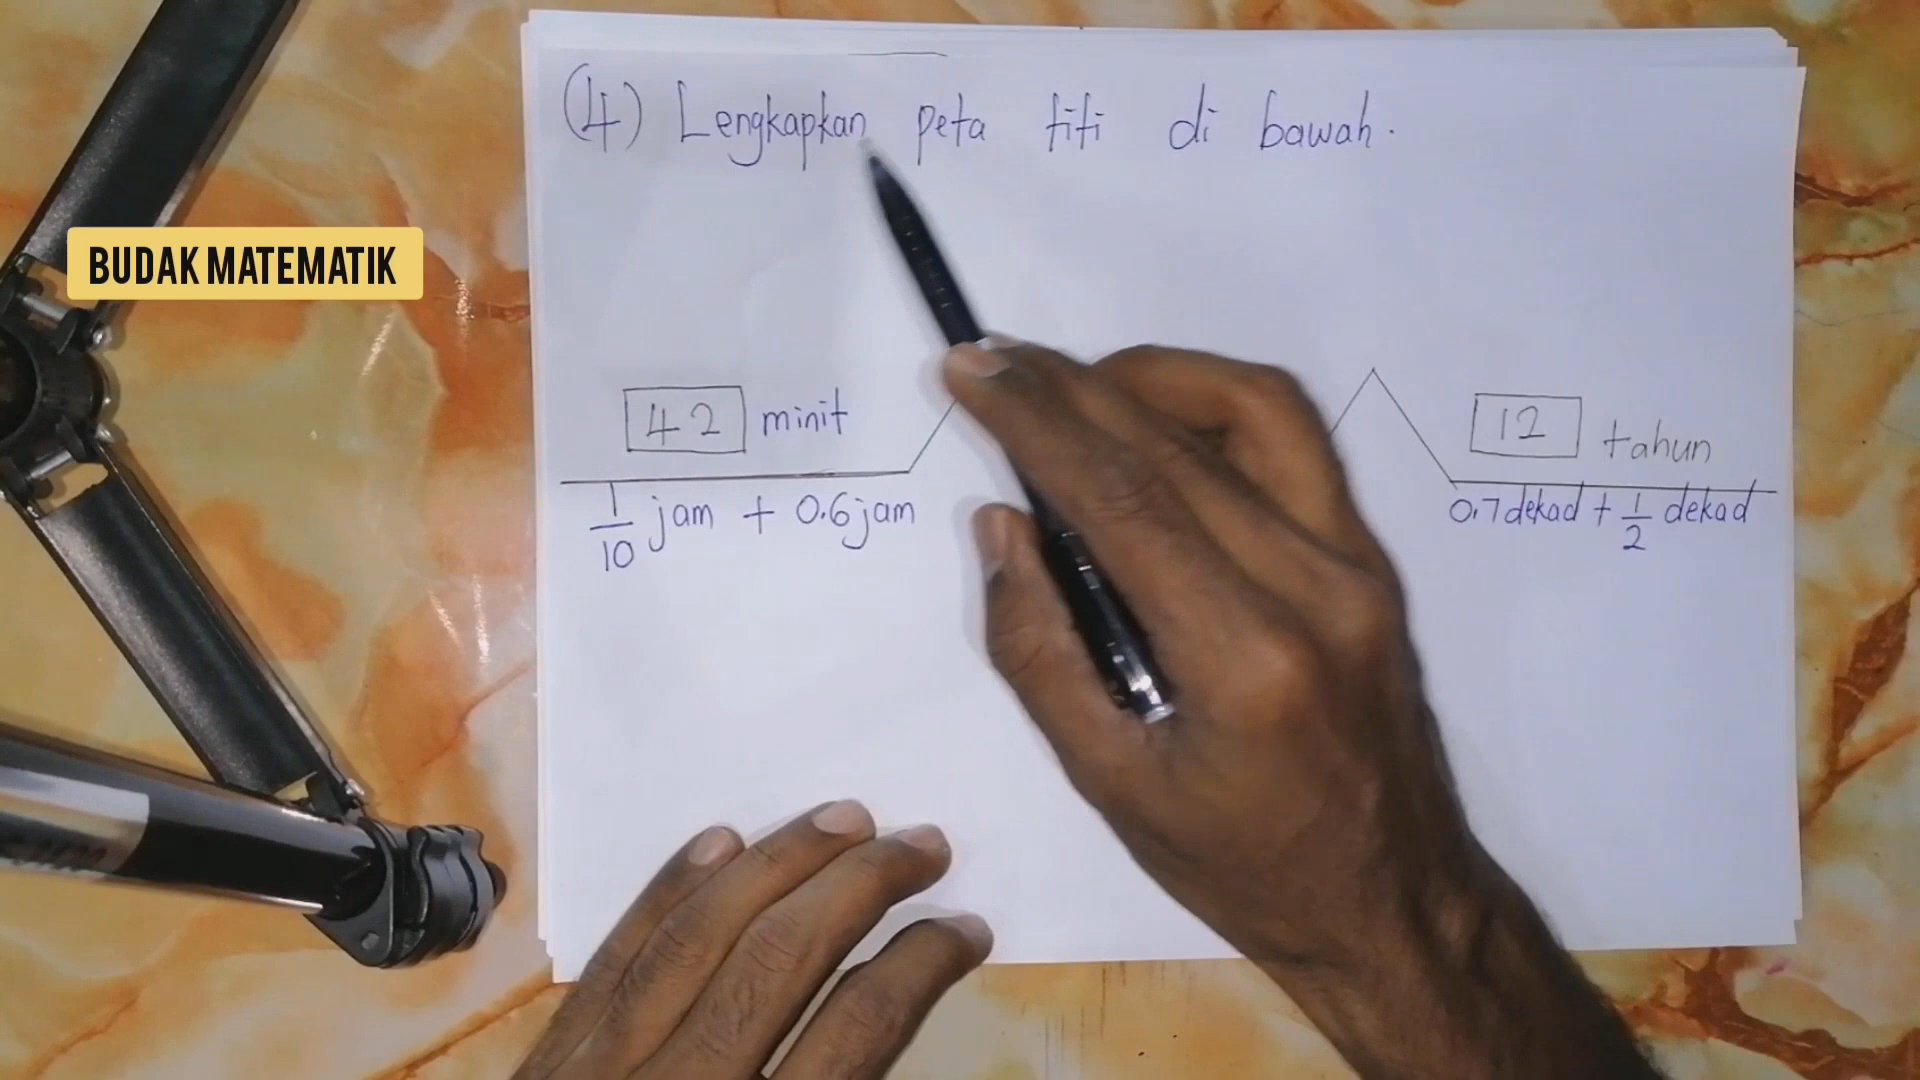 (4) Lengkapkan peta titi di bawah.
BUDAK MATEMATIK
42 minit
1/10 jam + 0.6 jam
12 tahun
0.7 dekad + 1/2 dekad